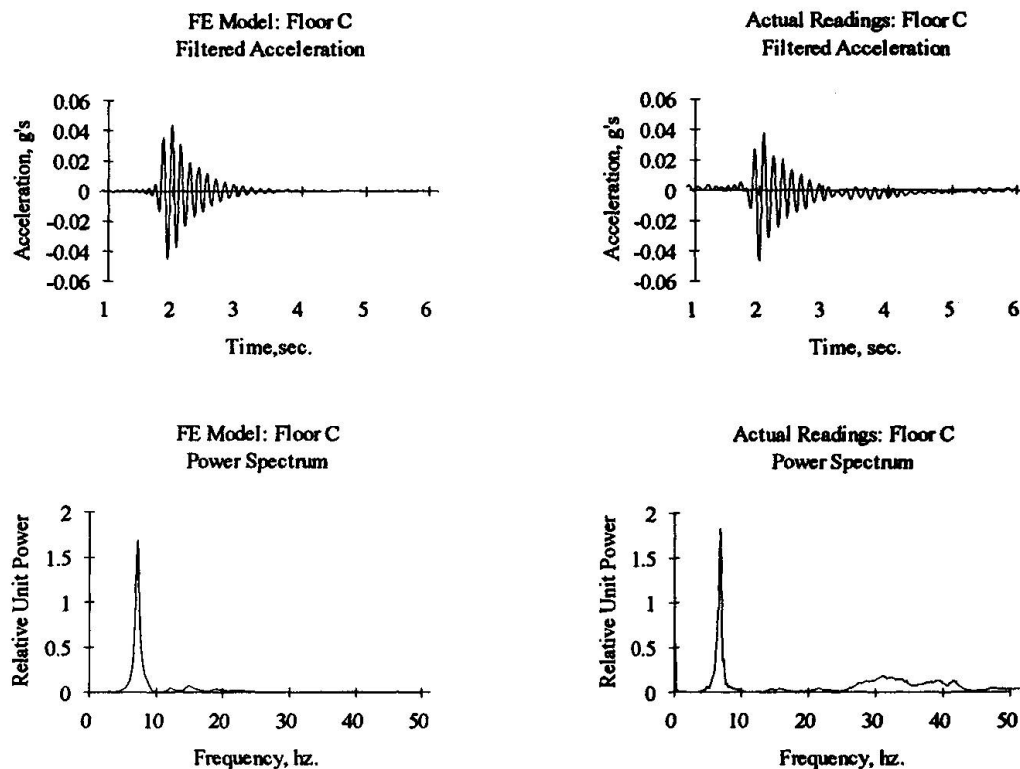 FE Model: Floor C
Filtered Acceleration
Acceleration, g's
0.06
0.04
0.02
0
-0.02
-0.04
-0.06
1 2 3 4 5 6
Time,sec.
Actual Readings: Floor C
Filtered Acceleration
Acceleration, g's
0.06
0.04
0.02
0
-0.02
-0.04
-0.06
1 2 3 4 5 6
Time, sec.
FE Model: Floor C
Power Spectrum
Relative Unit Power
2
1.5
1
0.5
0
0 10 20 30 40 50
Frequency, hz.
Actual Readings: Floor C
Power Spectrum
Relative Unit Power
2
1.5
1
0.5
0
0 10 20 30 40 50
Frequency, hz.